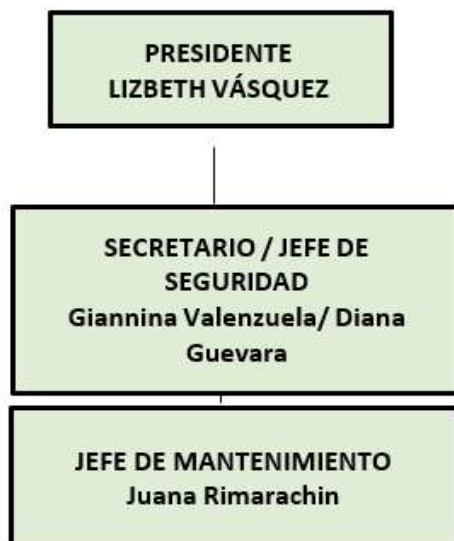 PRESIDENTE
LIZBETH VÁSQUEZ
SECRETARIO / JEFE DE
SEGURIDAD
Giannina Valenzuela/ Diana
Guevara
JEFE DE MANTENIMIENTO
Juana Rimarachin